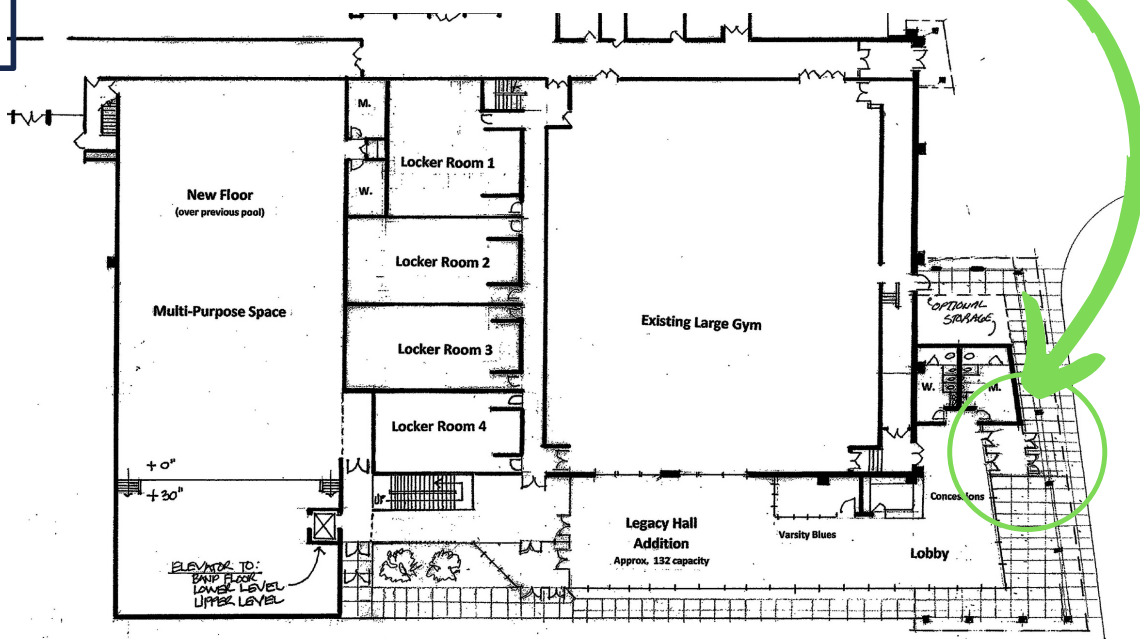 M.
Locker Room 1
W.
New Floor
(over previous pool)
Locker Room 2
Multi-Purpose Space
Locker Room 3
Existing Large Gym
"OPTIONAL
STORAGE"
W.
M.
Locker Room 4
+0"
+30"
UP
Concessions
Legacy Hall
Addition
Approx, 132 capacity
Varsity Blues
Lobby
ELEVATOR TO:
BAND FLOOR
LOWER LEVEL
UPPER LEVEL